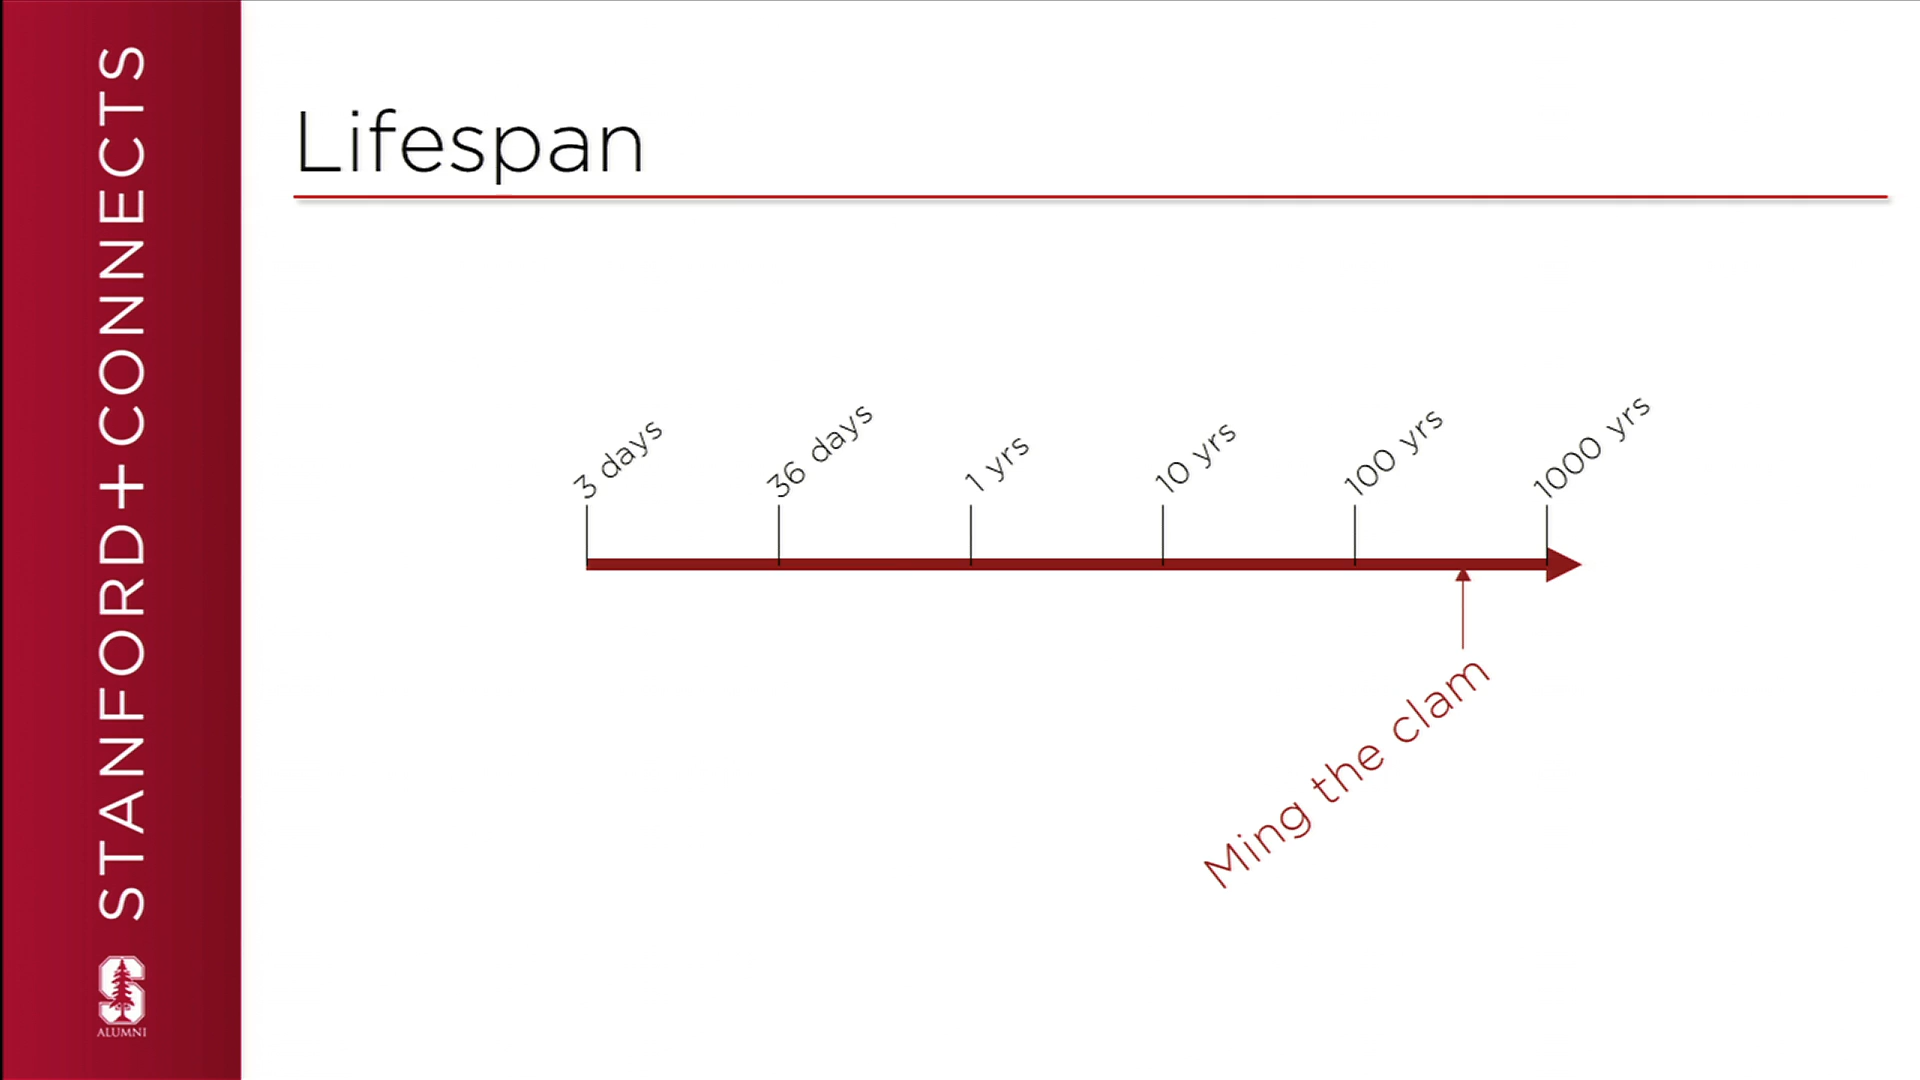 STANFORD+CONNECTS
ALUMNI
Lifespan
3 days
36 days
1 yrs
10 yrs
100 yrs
1000 yrs
Ming the clam